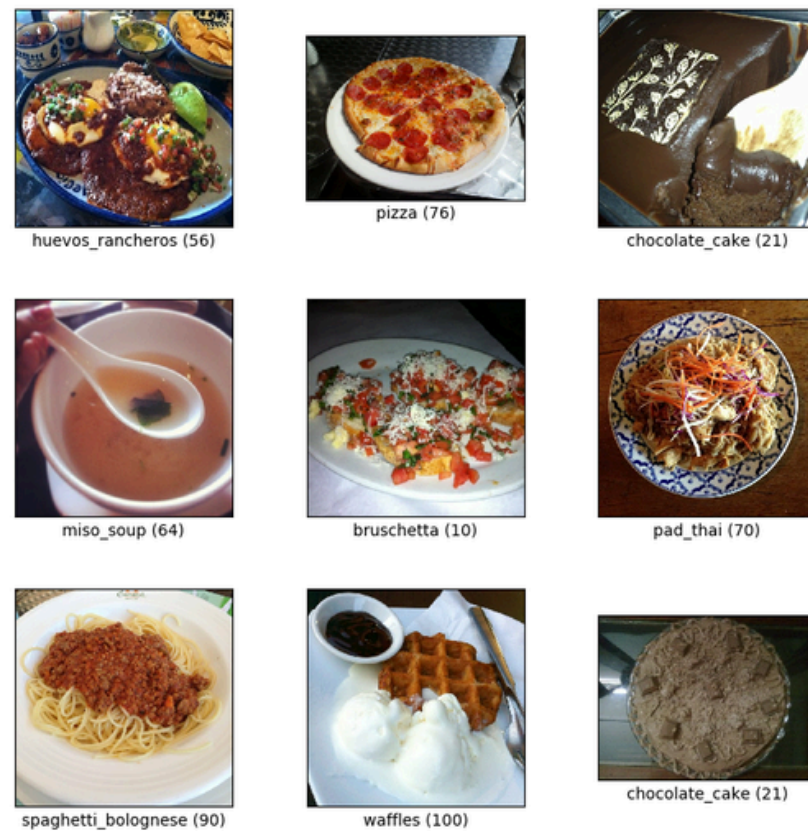 huevos_rancheros (56)
pizza (76)
chocolate_cake (21)
miso_soup (64)
bruschetta (10)
pad_thai (70)
spaghetti_bolognese (90)
waffles (100)
chocolate_cake (21)